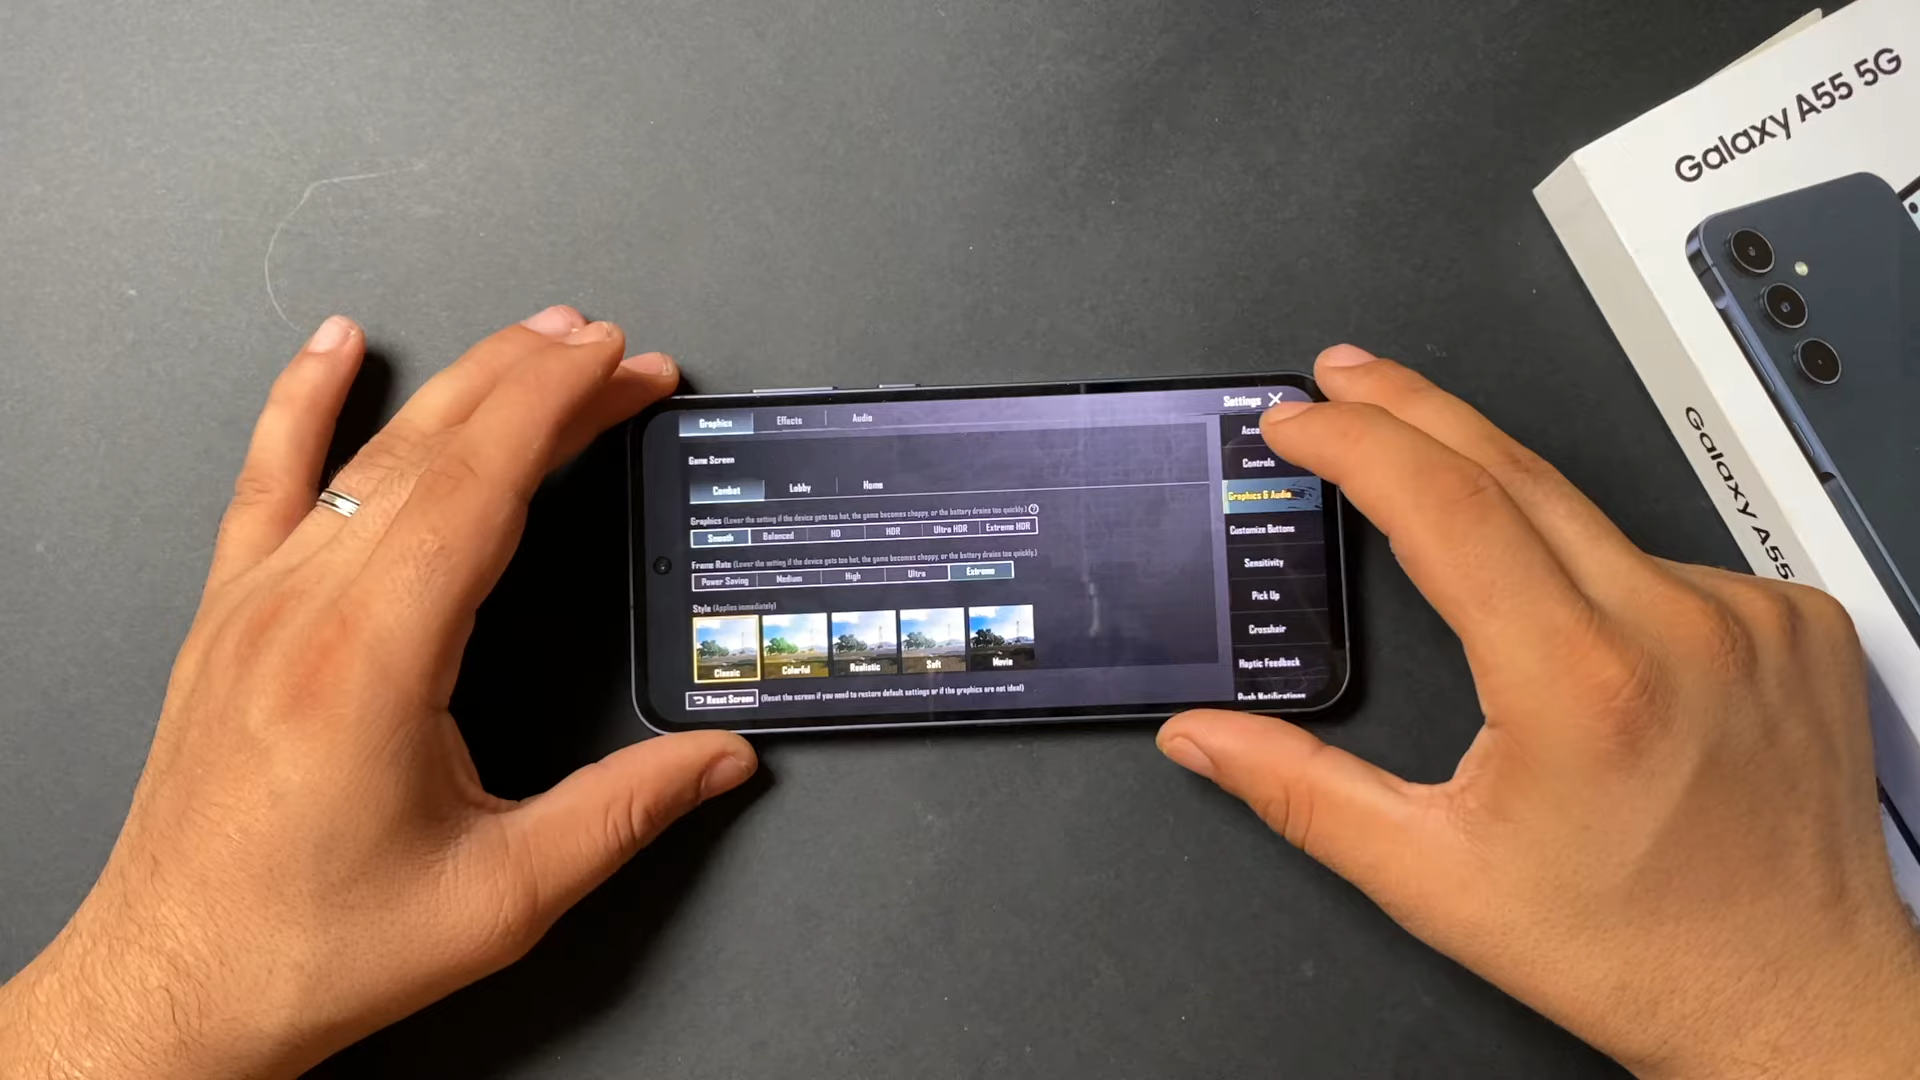 Galaxy A55 5G
Galaxy A55
Settings
Graphics Effects Audio
Game Screen
Combat Lobby Home
Graphics (Lower the setting if the device gets too hot, the game becomes choppy, or the battery drains too quickly.) ?
Smooth Balanced HD HDR Ultra HDR Extreme HDR
Frame Rate (Lower the setting if the device gets too hot, the game becomes choppy, or the battery drains too quickly.)
Power Saving Medium High Ultra Extreme
Style (Applies immediately)
Classic Colorful Realistic Soft Movie
Reset Screen (Reset the screen if you need to restore default settings or if the graphics are not ideal)
Controls
Graphics & Audio
Customize Buttons
Sensitivity
Pick Up
Crosshair
Haptic Feedback
Push Notifications